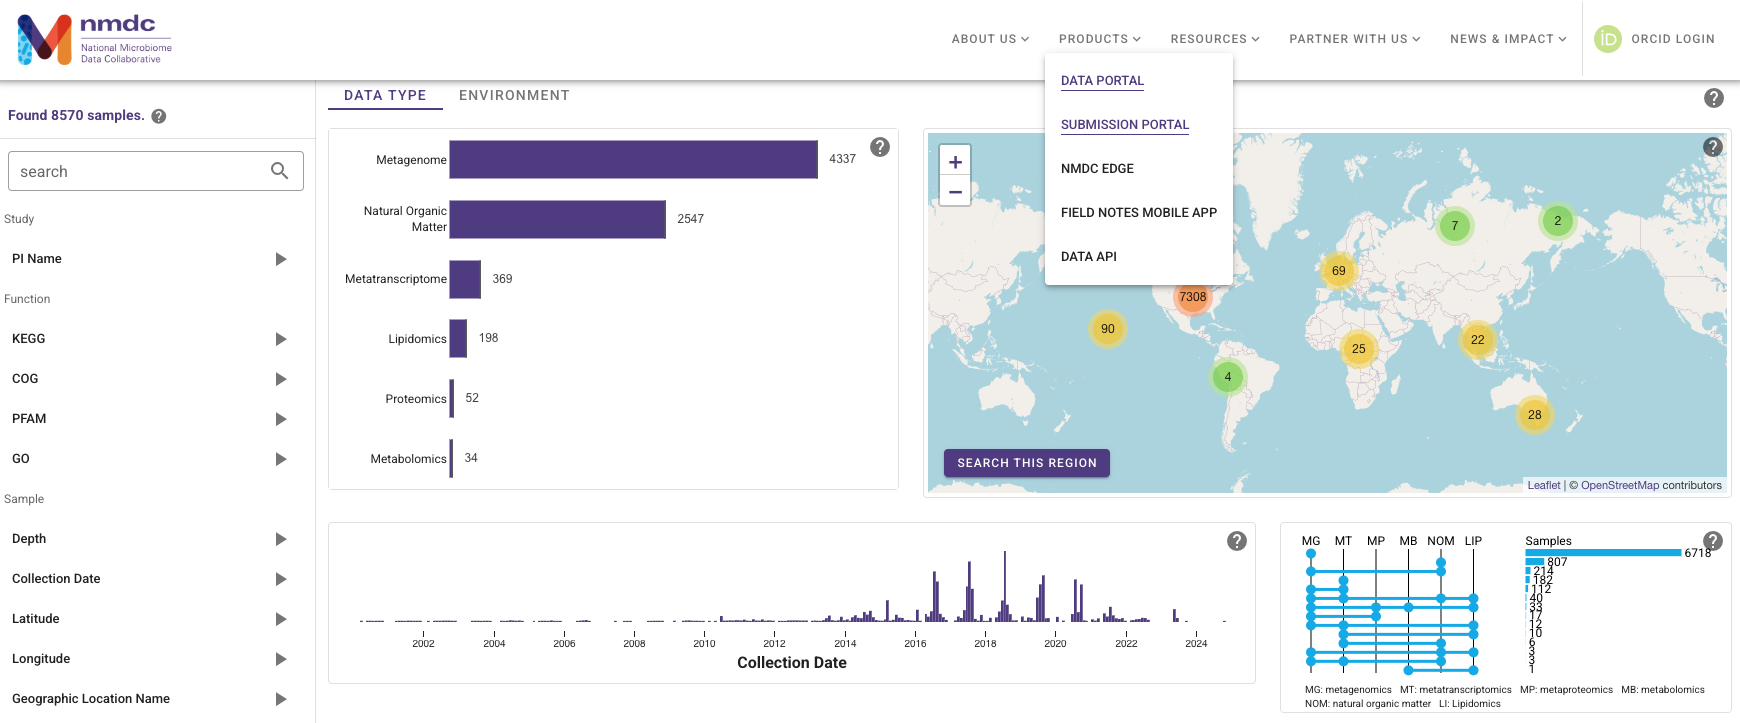 nmdc
National Microbiome
Data Collaborative
ABOUT US
PRODUCTS
RESOURCES
PARTNER WITH US
NEWS & IMPACT
iD
ORCID LOGIN
DATA PORTAL
SUBMISSION PORTAL
NMDC EDGE
FIELD NOTES MOBILE APP
DATA API
Found 8570 samples. ?
search
Study
PI Name
Function
KEGG
COG
PFAM
GO
Sample
Depth
Collection Date
Latitude
Longitude
Geographic Location Name
DATA TYPE
ENVIRONMENT
?
?
Metagenome 4337
Natural Organic
Matter 2547
Metatranscriptome 369
Lipidomics 198
Proteomics 52
Metabolomics 34
?
+
−
7
2
69
7308
90
25
22
4
28
SEARCH THIS REGION
Leaflet | © OpenStreetMap contributors
?
2002 2004 2006 2008 2010 2012 2014 2016 2018 2020 2022 2024
Collection Date
?
MG MT MP MB NOM LIP Samples
6718
807
214
182
112
40
33
17
12
10
6
3
3
1
MG: metagenomics MT: metatranscriptomics MP: metaproteomics MB: metabolomics
NOM: natural organic matter LI: Lipidomics